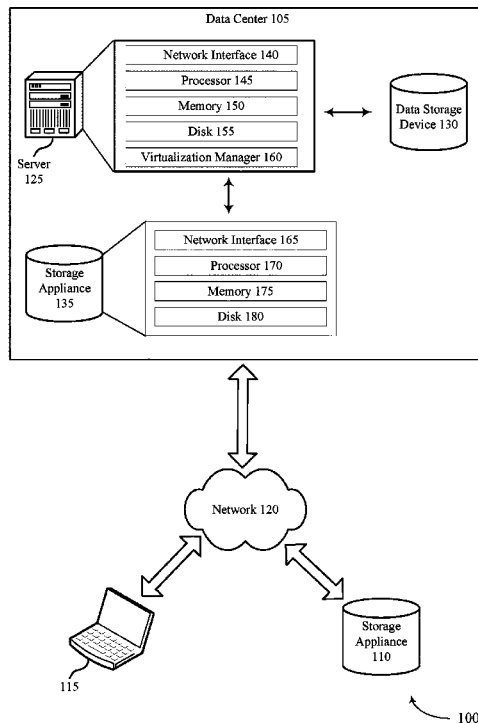 Data Center 105
Network Interface 140
Processor 145
Memory 150
Disk 155
Virtualization Manager 160
Server
125
Data Storage
Device 130
Network Interface 165
Processor 170
Memory 175
Disk 180
Storage
Appliance
135
Network 120
115
Storage
Appliance
110
100